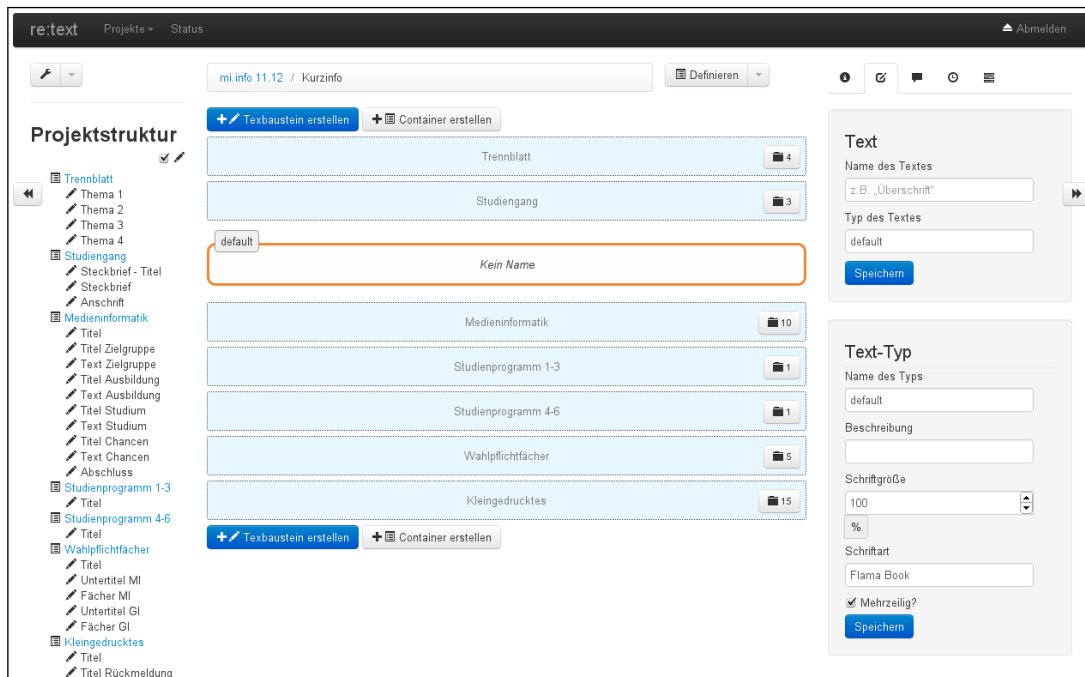 re:text Projekte Status Abmelden
mi.info 11.12 / Kurzinfo
Definieren
Projektstruktur
Trennblatt
Thema 1
Thema 2
Thema 3
Thema 4
Studiengang
Steckbrief - Titel
Steckbrief
Anschrift
Medieninformatik
Titel
Titel Zielgruppe
Text Zielgruppe
Titel Ausbildung
Text Ausbildung
Titel Studium
Text Studium
Titel Chancen
Text Chancen
Abschluss
Studienprogramm 1-3
Titel
Studienprogramm 4-6
Titel
Wahlpflichtfächer
Titel
Untertitel MI
Fächer MI
Untertitel GI
Fächer GI
Kleingedrucktes
Titel
Titel Rückmeldung
Texbaustein erstellen Container erstellen
Trennblatt 4
Studiengang 3
default
Kein Name
Medieninformatik 10
Studienprogramm 1-3 1
Studienprogramm 4-6 1
Wahlpflichtfächer 5
Kleingedrucktes 15
Texbaustein erstellen Container erstellen
Text
Name des Textes
z.B. „Überschrift“
Typ des Textes
default
Speichern
Text-Typ
Name des Typs
default
Beschreibung
Schriftgröße
100
%
Schriftart
Flama Book
Mehrzeilig?
Speichern